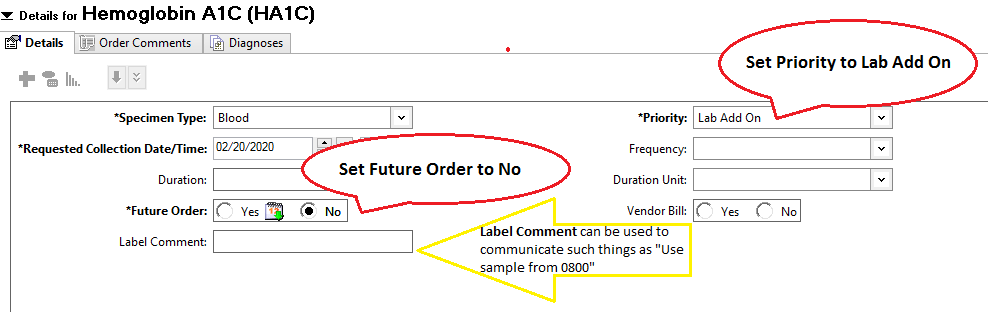 Details for Hemoglobin A1C (HA1C)
Details Order Comments Diagnoses
Set Priority to Lab Add On
*Specimen Type: Blood *Priority: Lab Add On
*Requested Collection Date/Time: 02/20/2020 Frequency:
Set Future Order to No
Duration: Duration Unit:
*Future Order: Yes No Vendor Bill: Yes No
Label Comment:
Label Comment can be used to
communicate such things as "Use
sample from 0800"